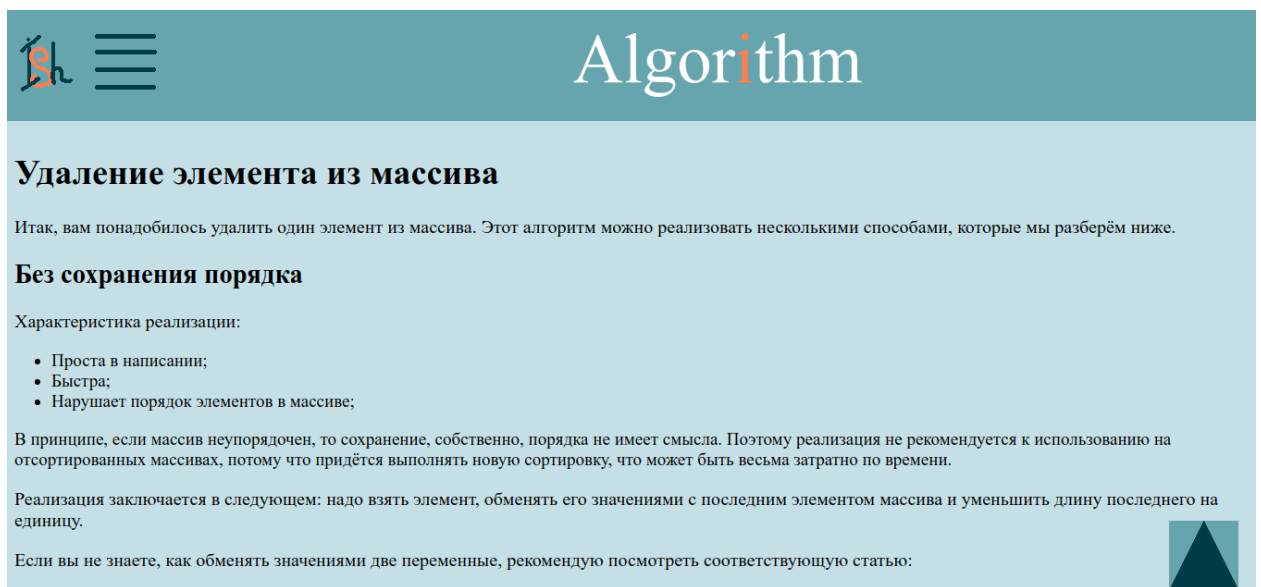 Algorithm
Удаление элемента из массива
Итак, вам понадобилось удалить один элемент из массива. Этот алгоритм можно реализовать несколькими способами, которые мы разберём ниже.
Без сохранения порядка
Характеристика реализации:
• Проста в написании;
• Быстра;
• Нарушает порядок элементов в массиве;
В принципе, если массив неупорядочен, то сохранение, собственно, порядка не имеет смысла. Поэтому реализация не рекомендуется к использованию на
отсортированных массивах, потому что придётся выполнять новую сортировку, что может быть весьма затратно по времени.
Реализация заключается в следующем: надо взять элемент, обменять его значениями с последним элементом массива и уменьшить длину последнего на
единицу.
Если вы не знаете, как обменять значениями две переменные, рекомендую посмотреть соответствующую статью: